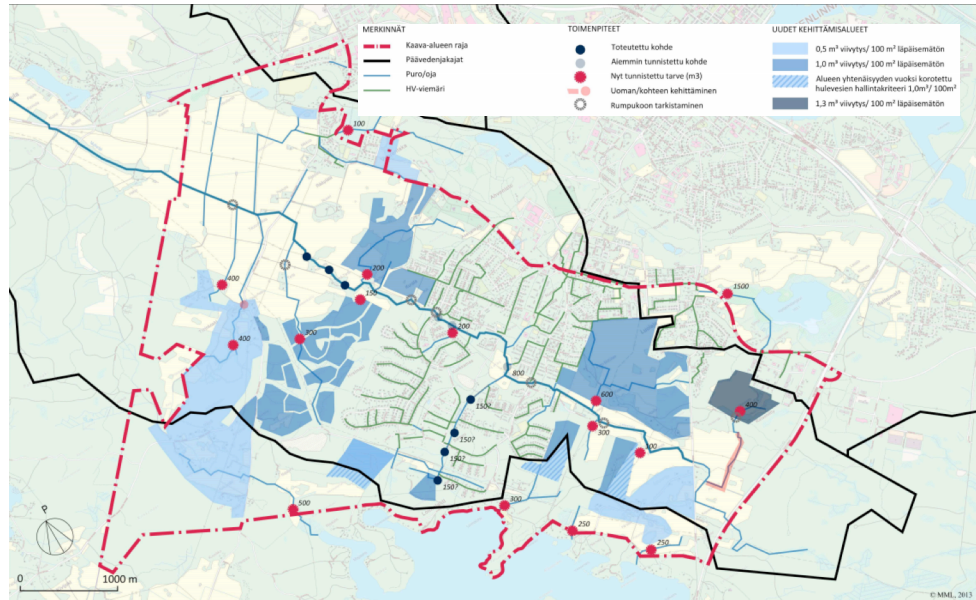 MERKINNÄT
Kaava-alueen raja
Päävedenjakajat
Puro/oja
HV-viemäri
TOIMENPITEET
Toteutettu kohde
Aiemmin tunnistettu kohde
Nyt tunnistettu tarve (m3)
Uoman/kohteen kehittäminen
Rumpukoon tarkistaminen
UUDET KEHITTÄMISALUEET
0,5 m³ viivytys/ 100 m² läpäisemätön
1,0 m³ viivytys/ 100 m² läpäisemätön
Alueen yhtenäisyyden vuoksi korotettu
hulevesien hallintakriteeri 1,0m³/ 100m³
1,3 m³ viivytys/ 100 m² läpäisemätön
100
200
400
150
1500
200
400
300
800
600
400
150?
300
150?
100
150?
150?
500
300
250
250
P
0
1000 m
© MML, 2013